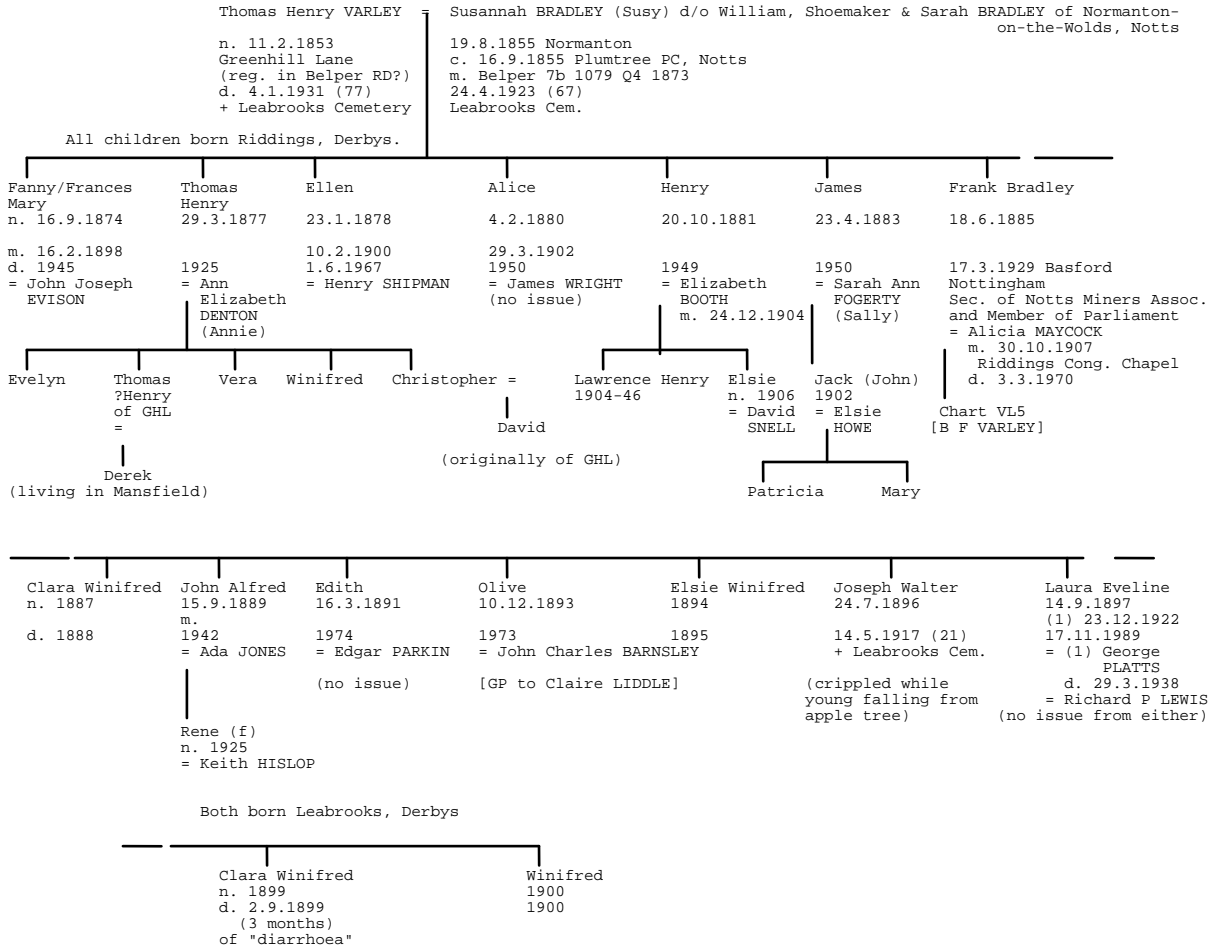 Thomas Henry VARLEY = Susannah BRADLEY (Susy) d/o William, Shoemaker & Sarah BRADLEY of Normanton-
on-the-Wolds, Notts
n. 11.2.1853 19.8.1855 Normanton
Greenhill Lane c. 16.9.1855 Plumtree PC, Notts
(reg. in Belper RD?) m. Belper 7b 1079 Q4 1873
d. 4.1.1931 (77) 24.4.1923 (67)
+ Leabrooks Cemetery Leabrooks Cem.
All children born Riddings, Derbys.
Fanny/Frances Thomas Ellen Alice Henry James Frank Bradley
Mary Henry
n. 16.9.1874 29.3.1877 23.1.1878 4.2.1880 20.10.1881 23.4.1883 18.6.1885
m. 16.2.1898 10.2.1900 29.3.1902
d. 1945 1925 1.6.1967 1950 1949 1950 17.3.1929 Basford
= John Joseph = Ann = Henry SHIPMAN = James WRIGHT = Elizabeth = Sarah Ann Nottingham
EVISON Elizabeth (no issue) BOOTH FOGERTY Sec. of Notts Miners Assoc.
DENTON m. 24.12.1904 (Sally) and Member of Parliament
(Annie) = Alicia MAYCOCK
m. 30.10.1907
Riddings Cong. Chapel
d. 3.3.1970
Evelyn Thomas Vera Winifred Christopher = Lawrence Henry Elsie Jack (John)
?Henry 1904-46 n. 1906 1902
of GHL = David = Elsie Chart VL5
= David SNELL HOWE [B F VARLEY]
(originally of GHL)
Derek
(living in Mansfield) Patricia Mary
Clara Winifred John Alfred Edith Olive Elsie Winifred Joseph Walter Laura Eveline
n. 1887 15.9.1889 16.3.1891 10.12.1893 1894 24.7.1896 14.9.1897
m. (1) 23.12.1922
d. 1888 1942 1974 1973 1895 14.5.1917 (21) 17.11.1989
= Ada JONES = Edgar PARKIN = John Charles BARNSLEY + Leabrooks Cem. = (1) George
PLATTS
(no issue) [GP to Claire LIDDLE] (crippled while d. 29.3.1938
young falling from = Richard P LEWIS
apple tree) (no issue from either)
Rene (f)
n. 1925
= Keith HISLOP
Both born Leabrooks, Derbys
Clara Winifred Winifred
n. 1899 1900
d. 2.9.1899 1900
(3 months)
of "diarrhoea"